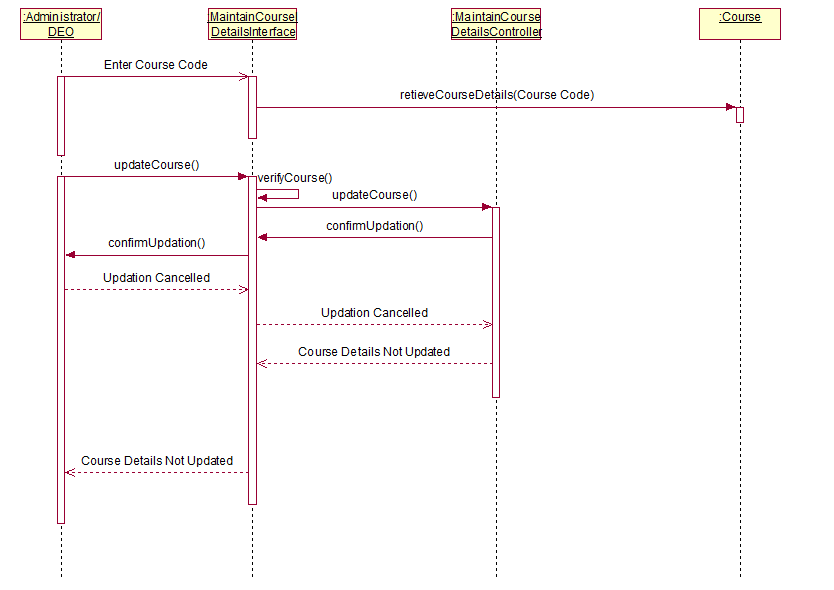 :Administrator/
DEO
:MaintainCourse
DetailsInterface
:MaintainCourse
DetailsController
:Course
Enter Course Code
retieveCourseDetails(Course Code)
updateCourse()
verifyCourse()
updateCourse()
confirmUpdation()
confirmUpdation()
Updation Cancelled
Updation Cancelled
Course Details Not Updated
Course Details Not Updated